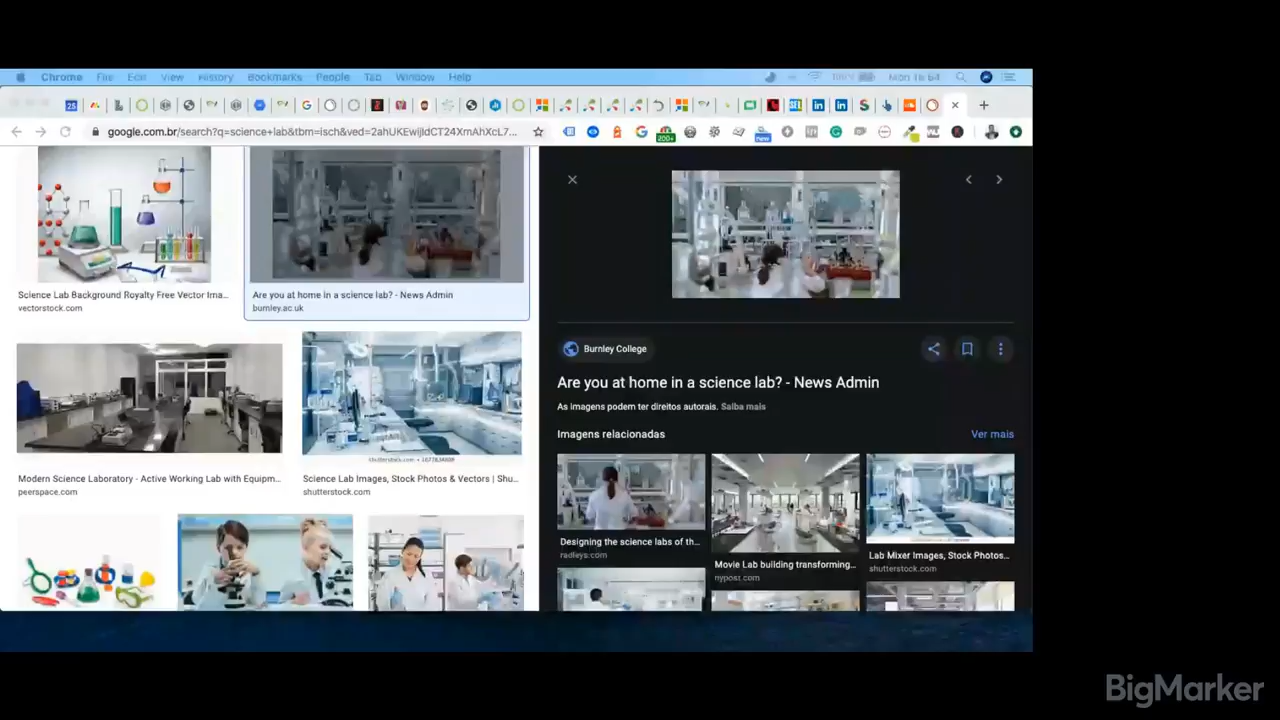 Chrome File Edit View History Bookmarks People Tab Window Help
google.com.br/search?q=science+lab&tbm=isch&ved=
200+
new
Science Lab Background Royalty Free Vector Ima...
vectorstock.com
Are you at home in a science lab? - News Admin
burnley.ac.uk
Modern Science Laboratory - Active Working Lab with Equipm...
peerspace.com
Science Lab Images, Stock Photos & Vectors | Shu...
shutterstock.com
Burnley College
Are you at home in a science lab? - News Admin
As imagens podem ter direitos autorais. Saiba mais
Imagens relacionadas
Ver mais
Designing the science labs of th...
radleys.com
Movie Lab building transforming...
nypost.com
Lab Mixer Images, Stock Photos...
shutterstock.com
BigMarker